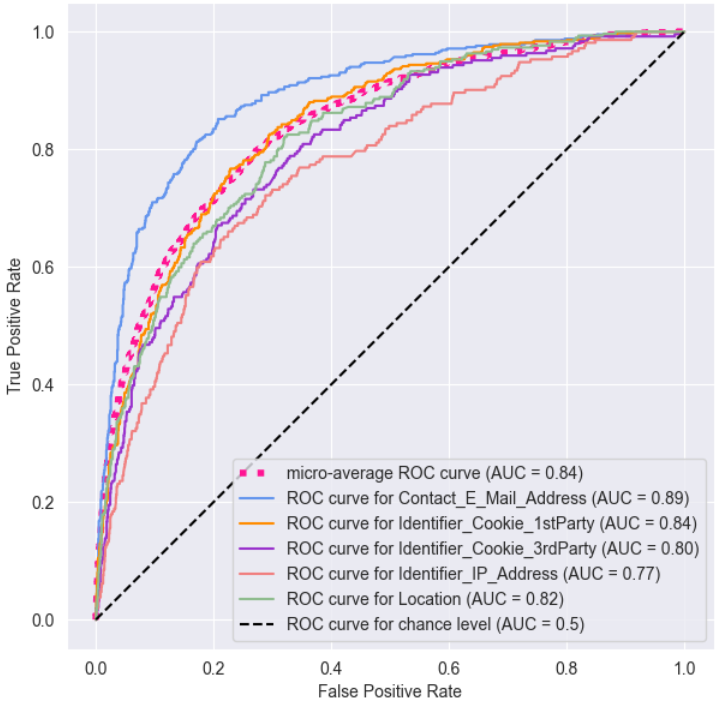 1.0
0.8
0.6
0.4
0.2
0.0
True Positive Rate
micro-average ROC curve (AUC = 0.84)
ROC curve for Contact_E_Mail_Address (AUC = 0.89)
ROC curve for Identifier_Cookie_1stParty (AUC = 0.84)
ROC curve for Identifier_Cookie_3rdParty (AUC = 0.80)
ROC curve for Identifier_IP_Address (AUC = 0.77)
ROC curve for Location (AUC = 0.82)
ROC curve for chance level (AUC = 0.5)
0.0 0.2 0.4 0.6 0.8 1.0
False Positive Rate